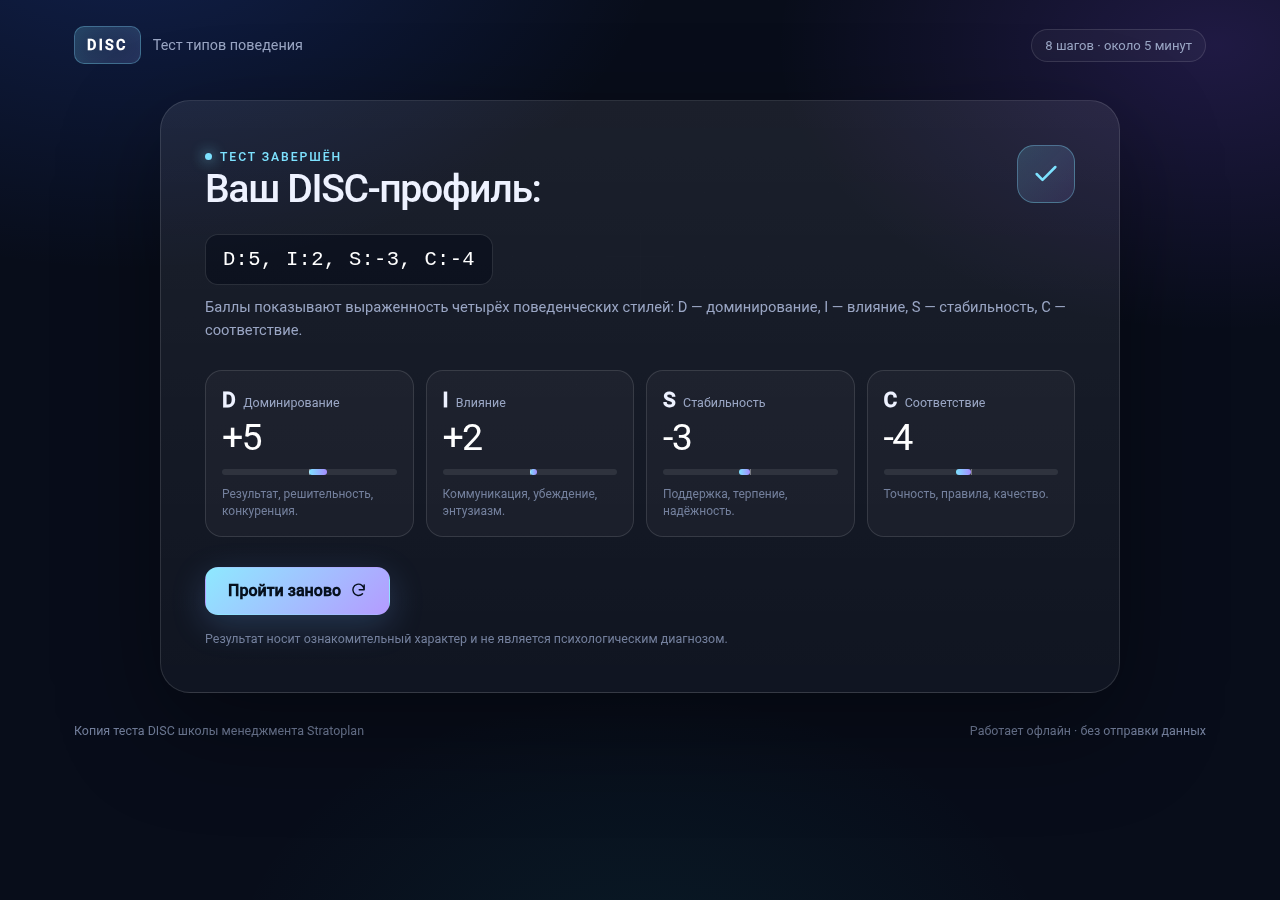 DISC Тест типов поведения
8 шагов · около 5 минут
ТЕСТ ЗАВЕРШЁН
Ваш DISC-профиль:
D:5, I:2, S:-3, C:-4
Баллы показывают выраженность четырёх поведенческих стилей: D — доминирование, I — влияние, S — стабильность, C —
соответствие.
D Доминирование
+5
Результат, решительность,
конкуренция.
I Влияние
+2
Коммуникация, убеждение,
энтузиазм.
S Стабильность
-3
Поддержка, терпение,
надёжность.
C Соответствие
-4
Точность, правила, качество.
Пройти заново
Результат носит ознакомительный характер и не является психологическим диагнозом.
Копия теста DISC школы менеджмента Stratoplan
Работает офлайн · без отправки данных